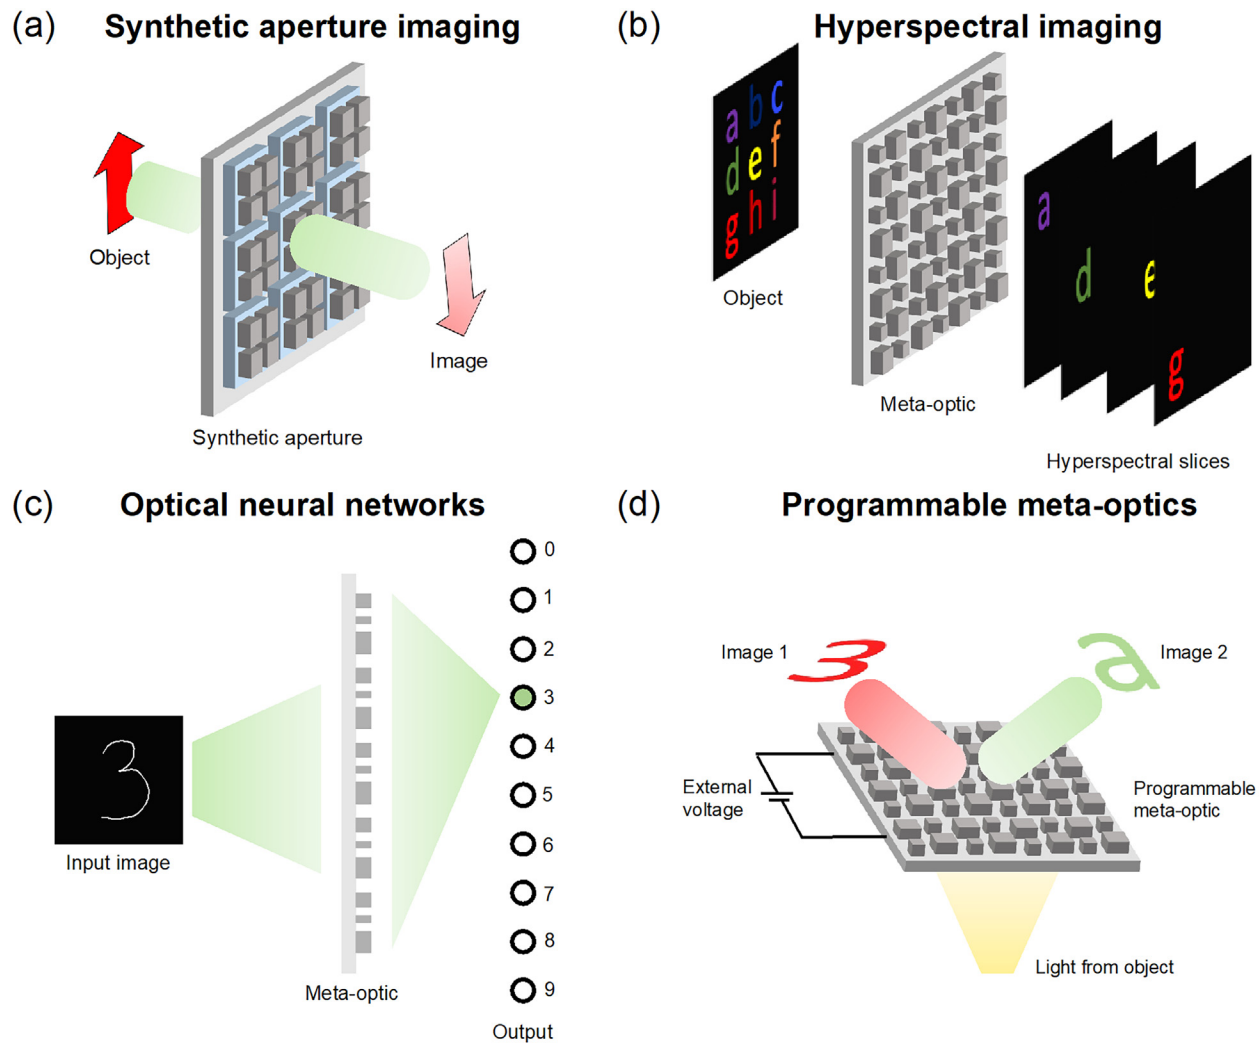 (a) Synthetic aperture imaging
Object
Image
Synthetic aperture
(b) Hyperspectral imaging
a b c
d e f
g h i
Object
Meta-optic
a
d
e
g
Hyperspectral slices
(c) Optical neural networks
3
Input image
Meta-optic
0
1
2
3
4
5
6
7
8
9
Output
(d) Programmable meta-optics
Image 1
3
a
Image 2
External
voltage
Programmable
meta-optic
Light from object